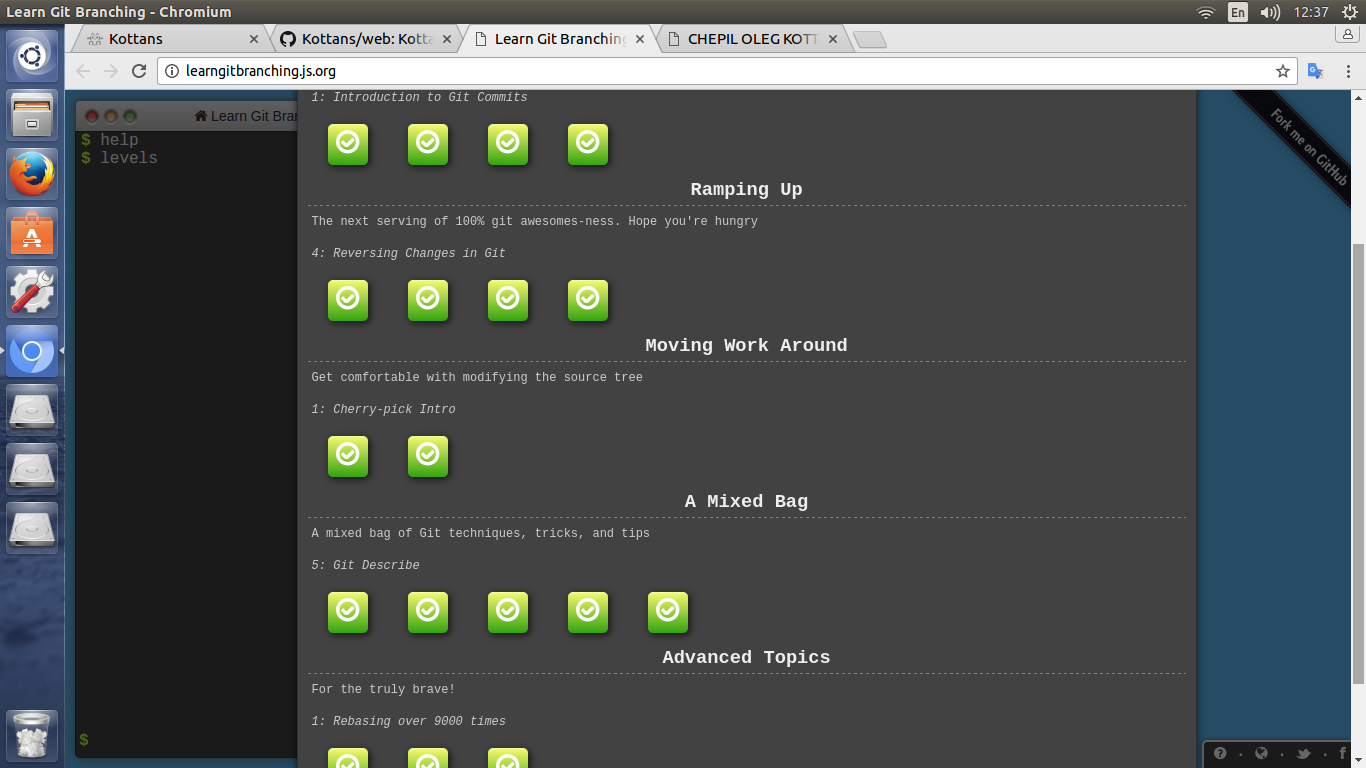 Learn Git Branching - Chromium
En
12:37
Kottans
Kottans/web: Kotta
Learn Git Branching
CHEPIL OLEG KOTT
learngitbranching.js.org
Learn Git Bran
$ help
$ levels
$
1: Introduction to Git Commits
Ramping Up
The next serving of 100% git awesomes-ness. Hope you're hungry
4: Reversing Changes in Git
Moving Work Around
Get comfortable with modifying the source tree
1: Cherry-pick Intro
A Mixed Bag
A mixed bag of Git techniques, tricks, and tips
5: Git Describe
Advanced Topics
For the truly brave!
1: Rebasing over 9000 times
Fork me on GitHub